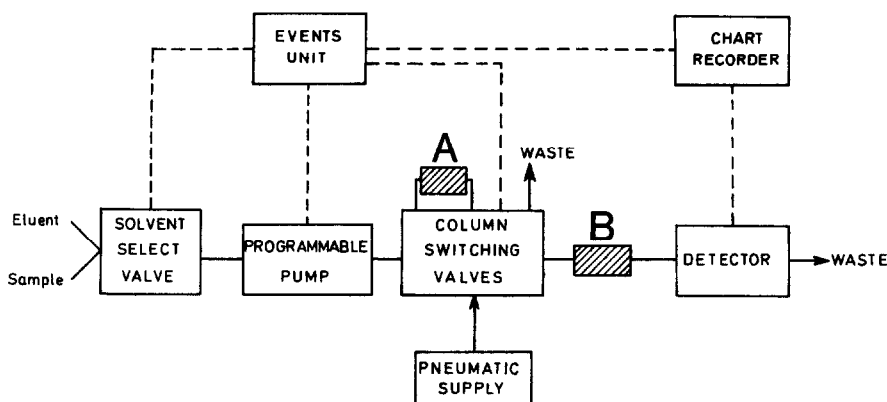 EVENTS
UNIT
CHART
RECORDER
A
WASTE
B
Eluent
Sample
SOLVENT
SELECT
VALVE
PROGRAMMABLE
PUMP
COLUMN
SWITCHING
VALVES
DETECTOR
WASTE
PNEUMATIC
SUPPLY